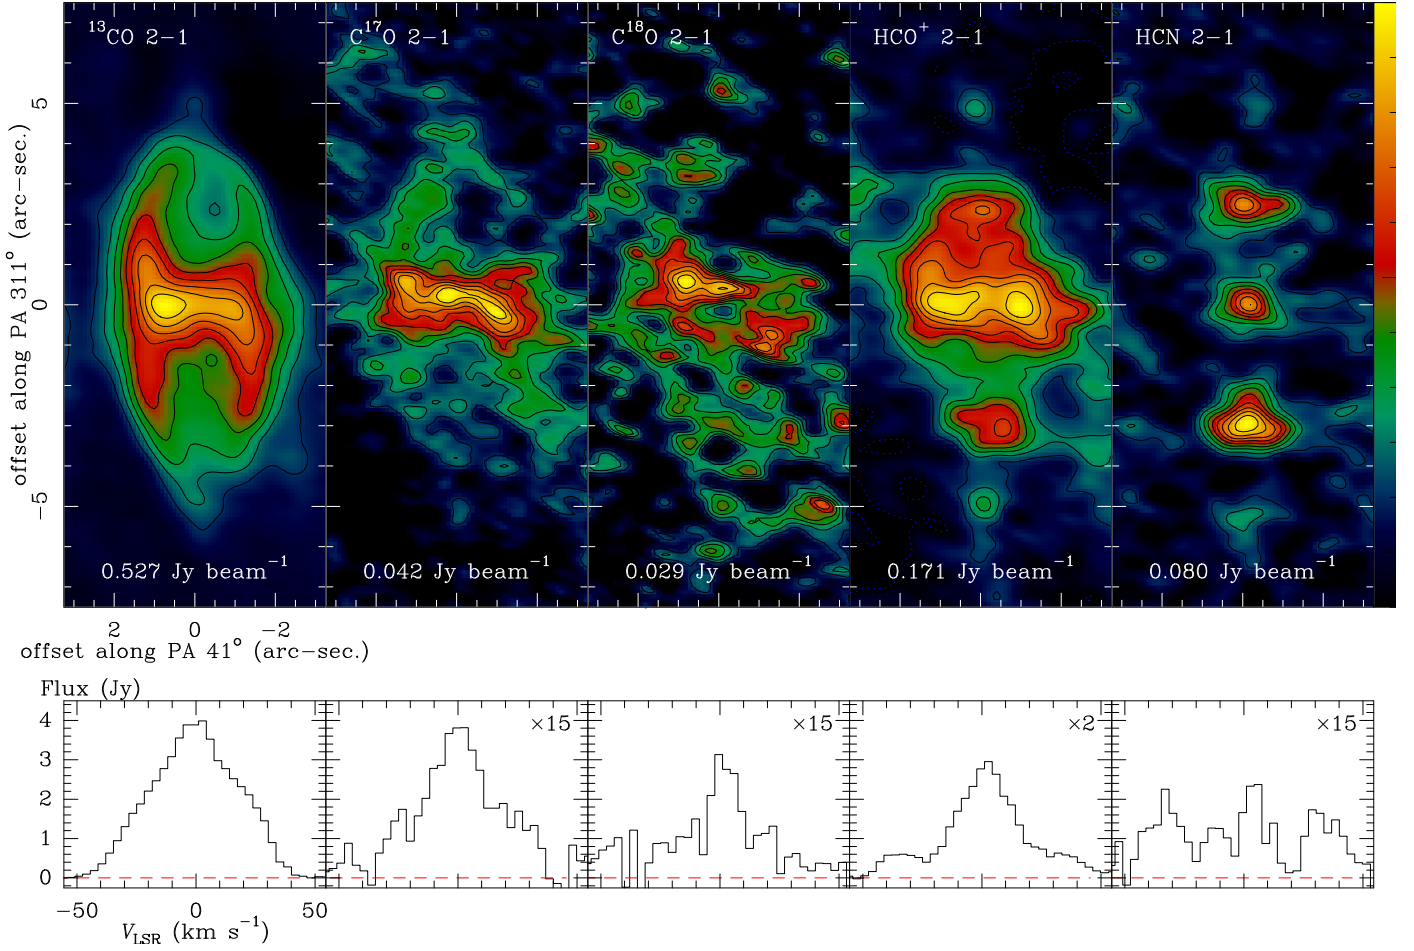 ¹³CO 2−1
C¹⁷O 2−1
C¹⁸O 2−1
HCO⁺ 2−1
HCN 2−1
offset along PA 311° (arc−sec.)
5
0
−5
0.527 Jy beam⁻¹
0.042 Jy beam⁻¹
0.029 Jy beam⁻¹
0.171 Jy beam⁻¹
0.080 Jy beam⁻¹
2 0 −2
offset along PA 41° (arc−sec.)
Flux (Jy)
×15
×15
×2
×15
4
3
2
1
0
−50 0 50
V_LSR (km s⁻¹)